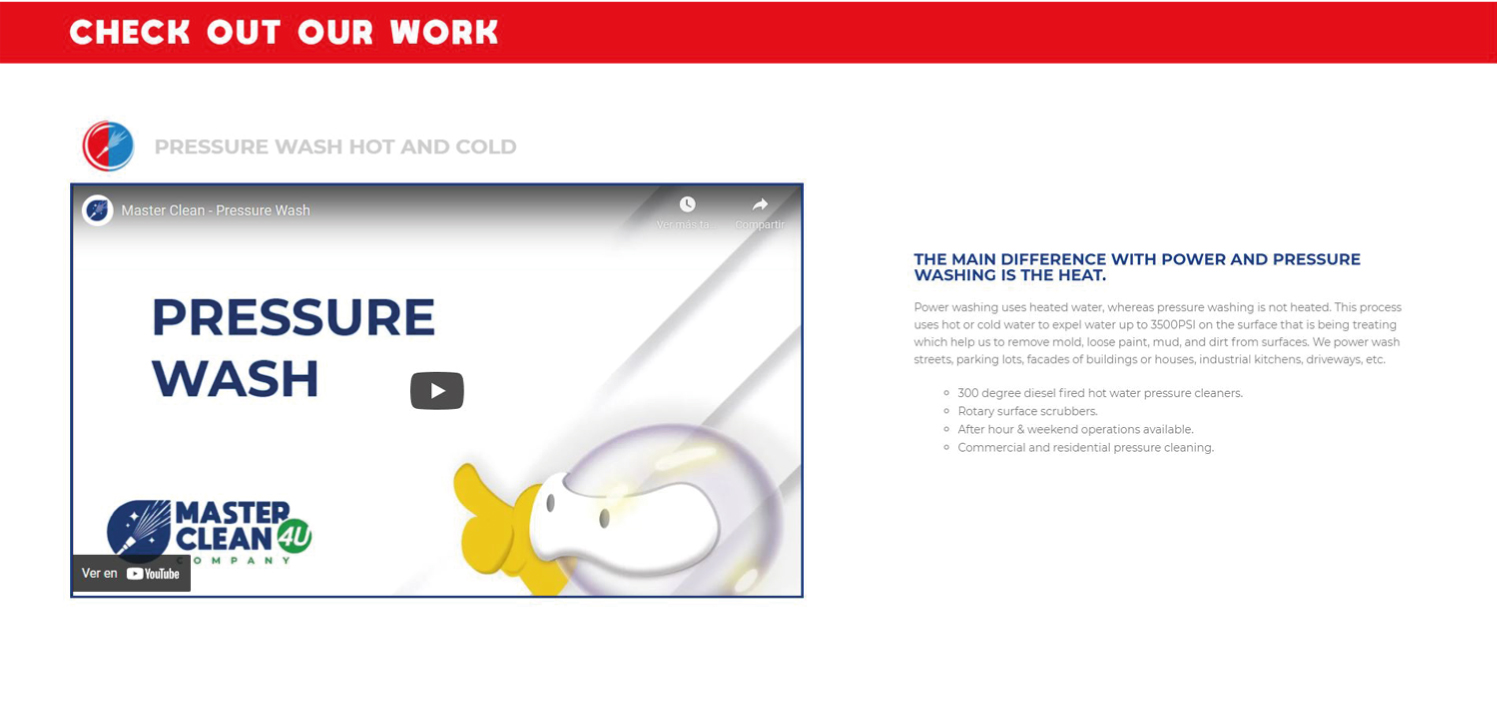 CHECK OUT OUR WORK
PRESSURE WASH HOT AND COLD
Master Clean - Pressure Wash
Ver más ta...
Compartir
PRESSURE
WASH
MASTER
CLEAN 4U
COMPANY
Ver en YouTube
THE MAIN DIFFERENCE WITH POWER AND PRESSURE
WASHING IS THE HEAT.
Power washing uses heated water, whereas pressure washing is not heated. This process
uses hot or cold water to expel water up to 3500PSI on the surface that is being treating
which help us to remove mold, loose paint, mud, and dirt from surfaces. We power wash
streets, parking lots, facades of buildings or houses, industrial kitchens, driveways, etc.
300 degree diesel fired hot water pressure cleaners.
Rotary surface scrubbers.
After hour & weekend operations available.
Commercial and residential pressure cleaning.